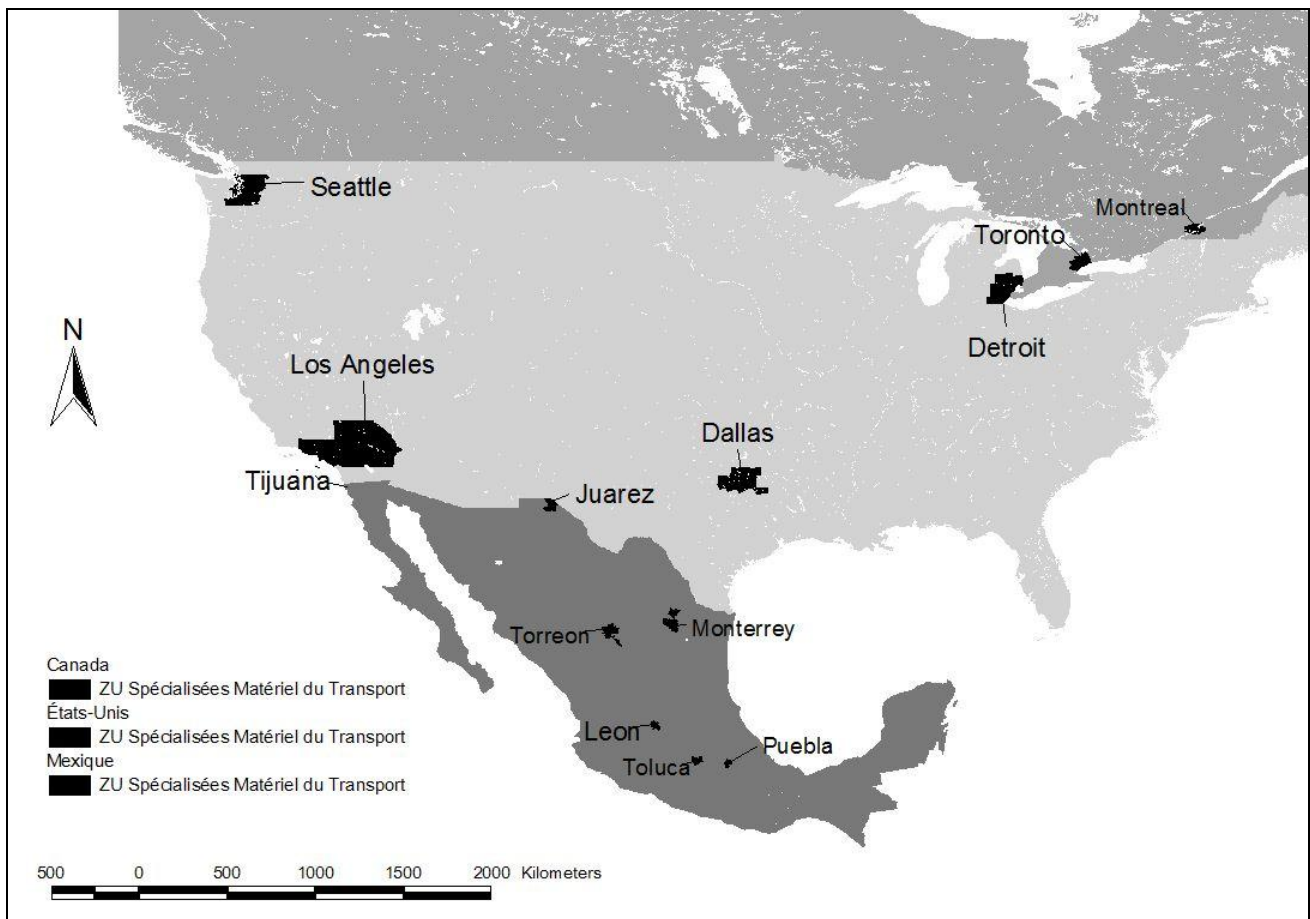 Seattle
Montreal
Toronto
N
Detroit
Los Angeles
Dallas
Tijuana
Juarez
Torreon
Monterrey
Canada
ZU Spécialisées Matériel du Transport
États-Unis
ZU Spécialisées Matériel du Transport
Mexique
ZU Spécialisées Matériel du Transport
Leon
Puebla
Toluca
500 0 500 1000 1500 2000 Kilometers